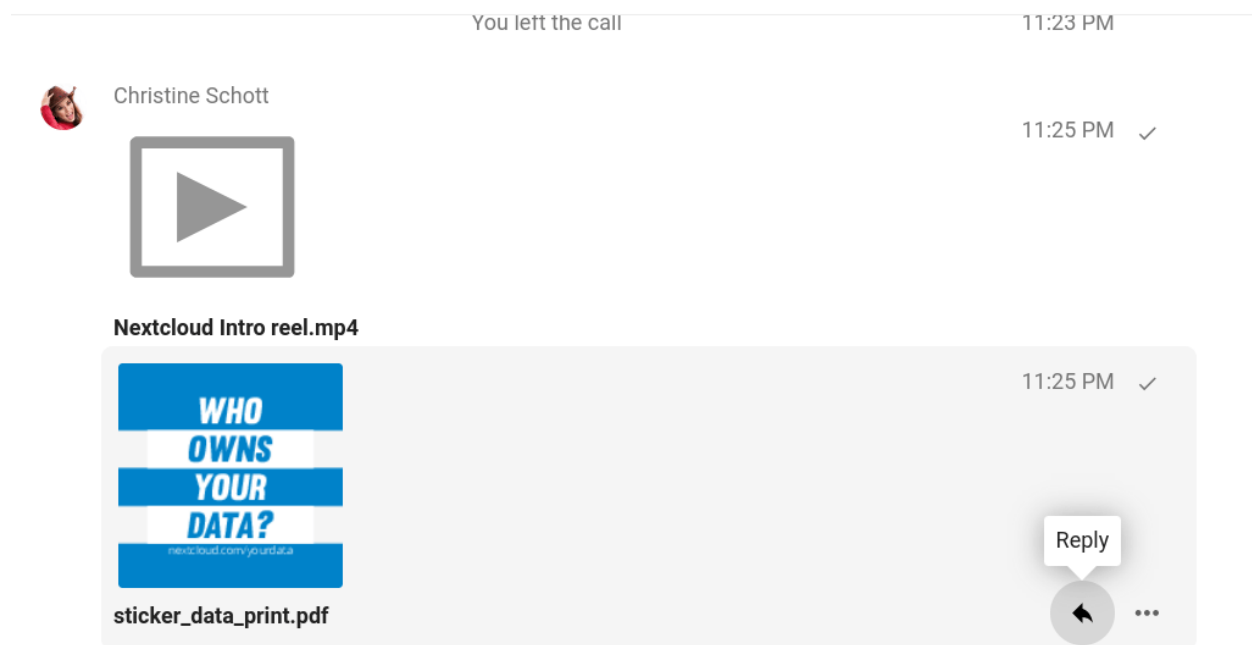 You left the call 11:23 PM
Christine Schott
11:25 PM
Nextcloud Intro reel.mp4
11:25 PM
WHO
OWNS
YOUR
DATA?
nextcloud.com/yourdata
Reply
sticker_data_print.pdf